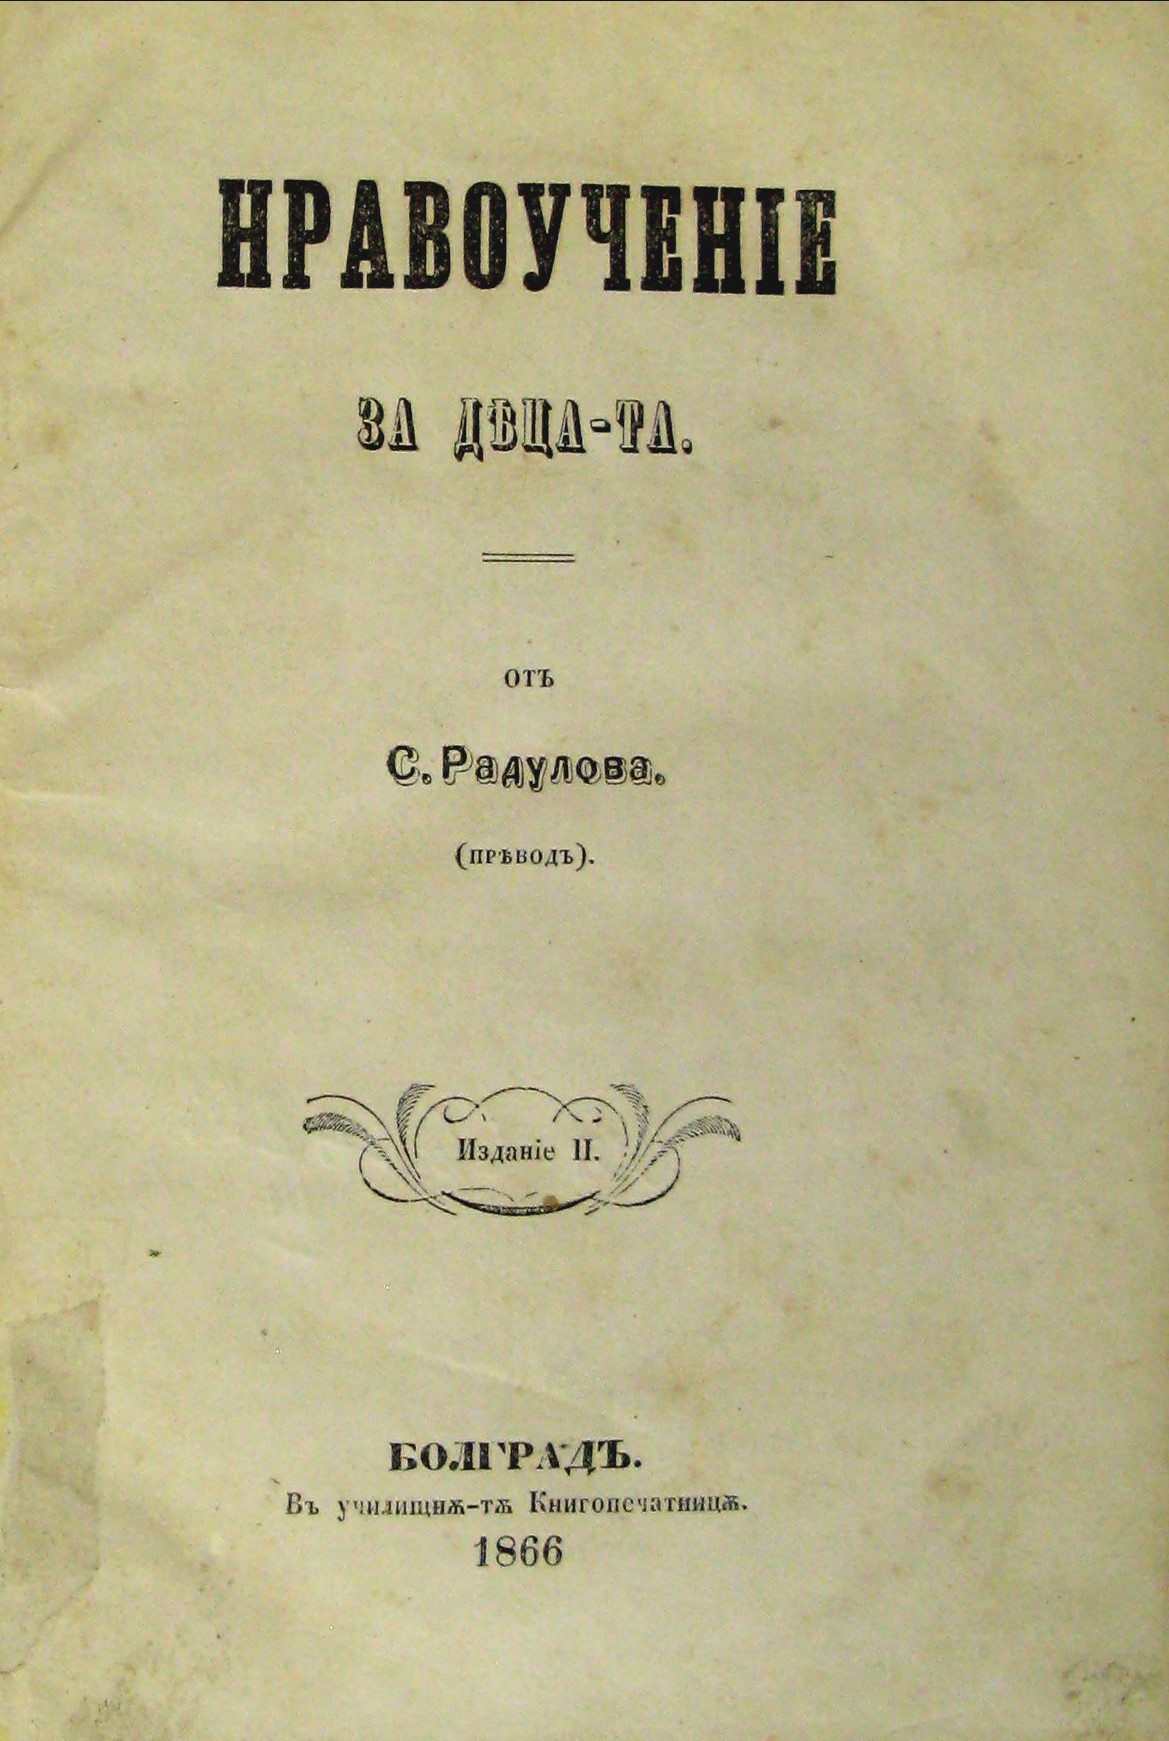 НРАВОУЧЕНІЕ
ЗА ДѢЦА-ТА.
ОТЪ
С. Радулова.
(ПРѢВОДЪ).
Изданіе II.
БОЛГРАДЪ.
Въ училищнѫ-тѫ Книгопечатницѫ.
1866